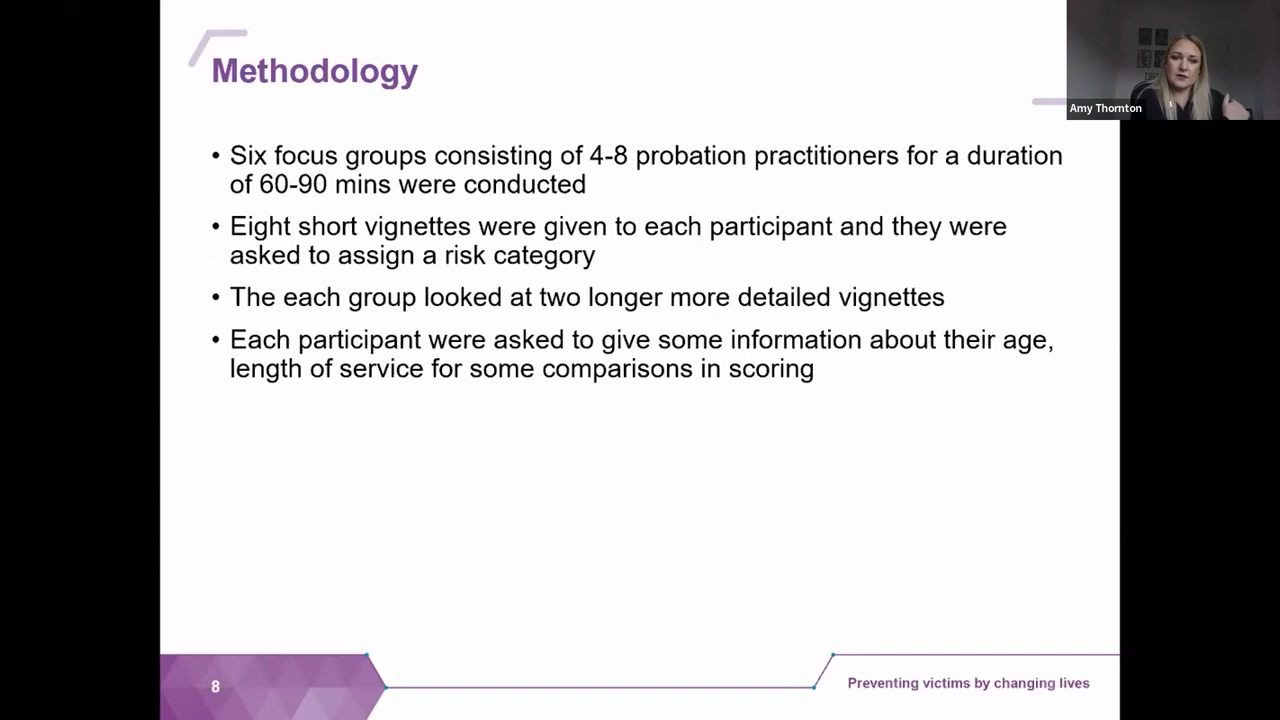 Methodology
Amy Thornton
• Six focus groups consisting of 4-8 probation practitioners for a duration
of 60-90 mins were conducted
• Eight short vignettes were given to each participant and they were
asked to assign a risk category
• The each group looked at two longer more detailed vignettes
• Each participant were asked to give some information about their age,
length of service for some comparisons in scoring
8
Preventing victims by changing lives